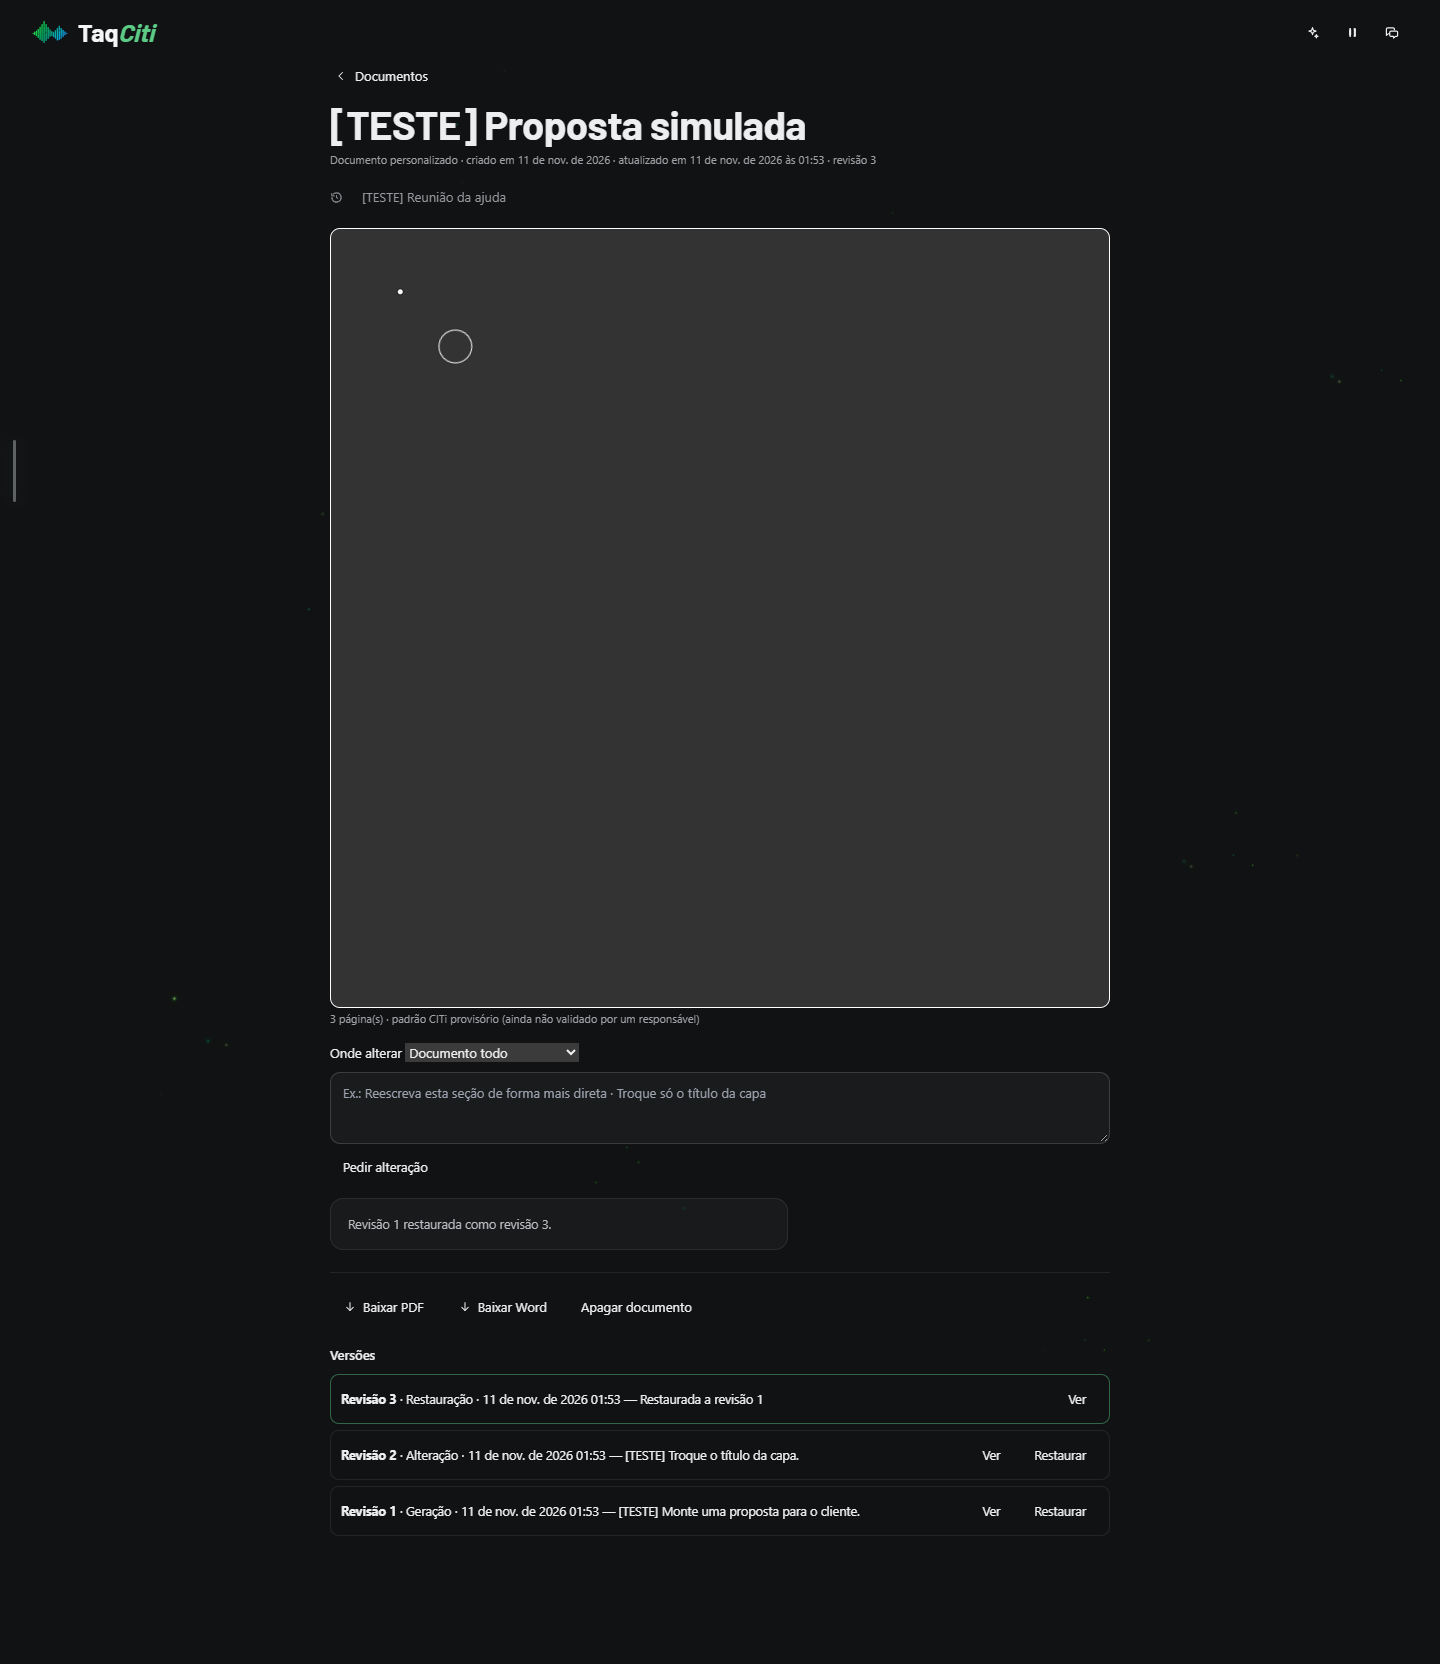 TaqCiti
Documentos
[TESTE] Proposta simulada
Documento personalizado · criado em 11 de nov. de 2026 · atualizado em 11 de nov. de 2026 às 01:53 · revisão 3
[TESTE] Reunião da ajuda
3 página(s) · padrão CITi provisório (ainda não validado por um responsável)
Onde alterar Documento todo
Ex.: Reescreva esta seção de forma mais direta · Troque só o título da capa
Pedir alteração
Revisão 1 restaurada como revisão 3.
Baixar PDF Baixar Word Apagar documento
Versões
Revisão 3 · Restauração · 11 de nov. de 2026 01:53 — Restaurada a revisão 1 Ver
Revisão 2 · Alteração · 11 de nov. de 2026 01:53 — [TESTE] Troque o título da capa. Ver Restaurar
Revisão 1 · Geração · 11 de nov. de 2026 01:53 — [TESTE] Monte uma proposta para o cliente. Ver Restaurar